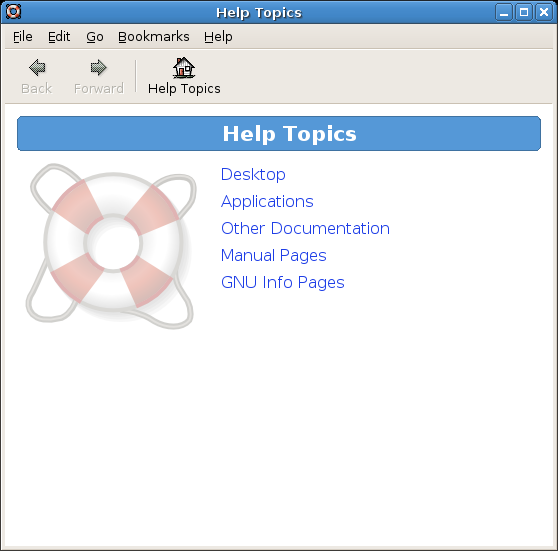 Help Topics
File Edit Go Bookmarks Help
Back Forward Help Topics
Help Topics
Desktop
Applications
Other Documentation
Manual Pages
GNU Info Pages